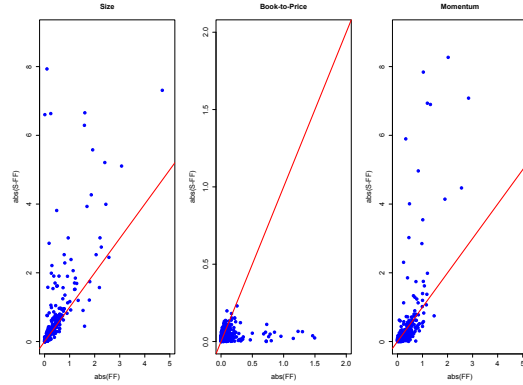 Size
Book-to-Price
Momentum
abs(S-FF)
0
2
4
6
8
0 1 2 3 4 5
abs(FF)
abs(S-FF)
0.0
0.5
1.0
1.5
2.0
0.0 0.5 1.0 1.5 2.0
abs(FF)
abs(S-FF)
0
2
4
6
8
0 1 2 3 4 5
abs(FF)